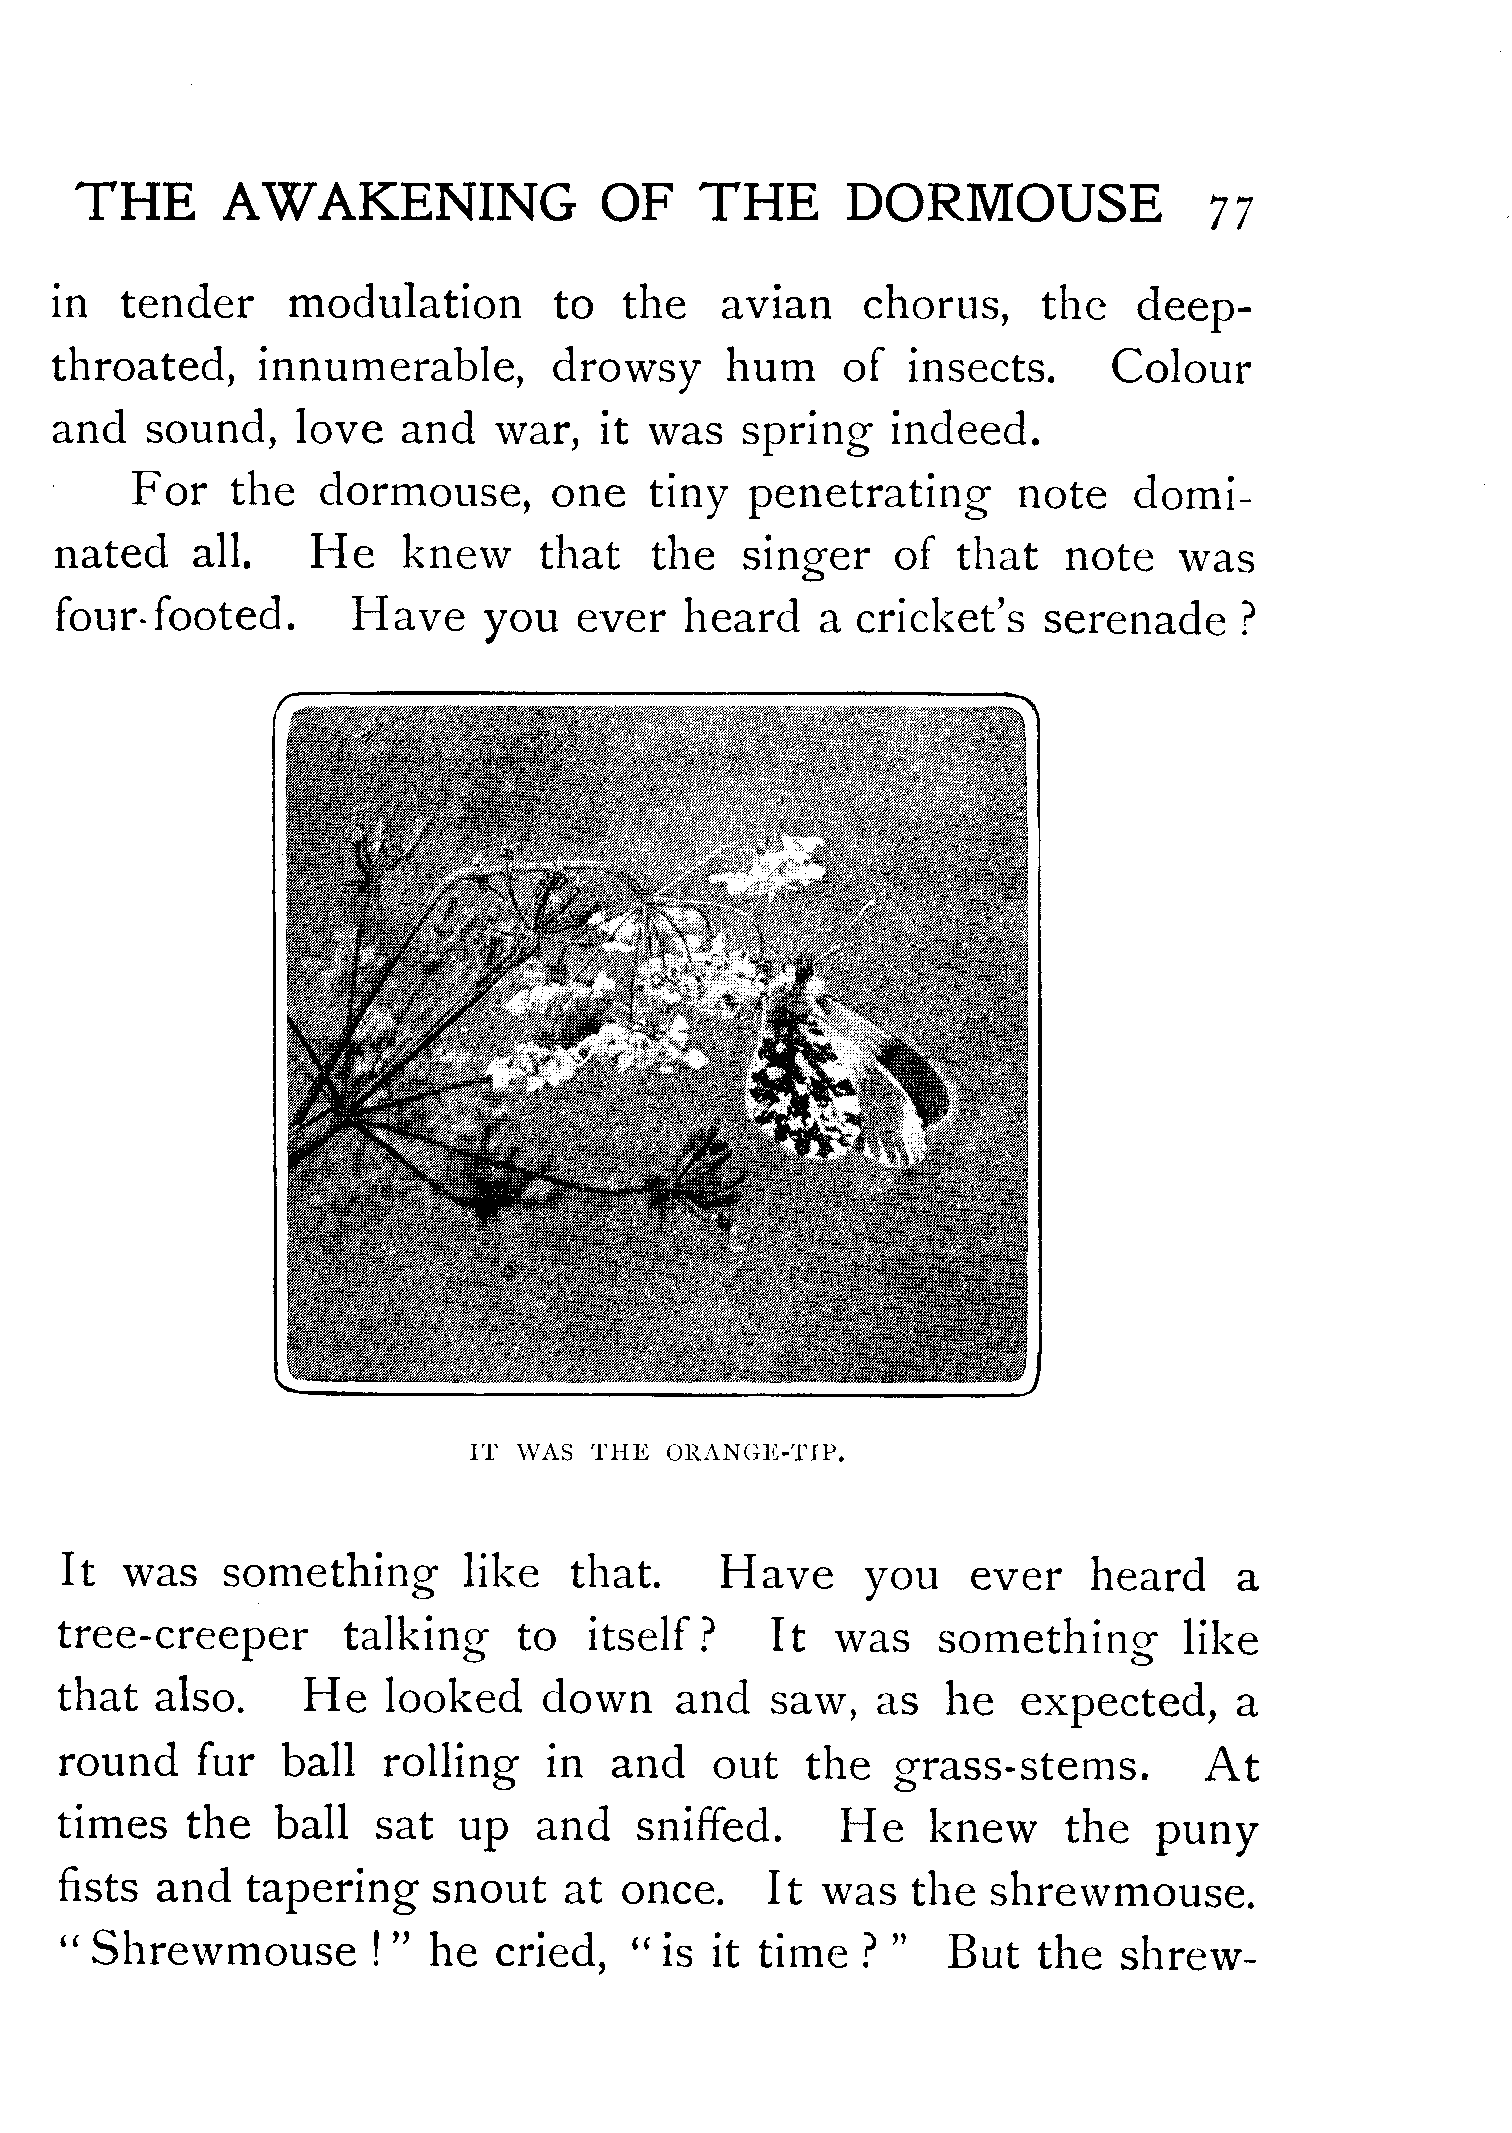 THE AWAKENING OF THE DORMOUSE 77
in tender modulation to the avian chorus, the deep-
throated, innumerable, drowsy hum of insects. Colour
and sound, love and war, it was spring indeed.
For the dormouse, one tiny penetrating note domi-
nated all. He knew that the singer of that note was
four-footed. Have you ever heard a cricket's serenade ?
IT WAS THE ORANGE-TIP.
It was something like that. Have you ever heard a
tree-creeper talking to itself ? It was something like
that also. He looked down and saw, as he expected, a
round fur ball rolling in and out the grass-stems. At
times the ball sat up and sniffed. He knew the puny
fists and tapering snout at once. It was the shrewmouse.
“ Shrewmouse ! ” he cried, “ is it time ? ” But the shrew-